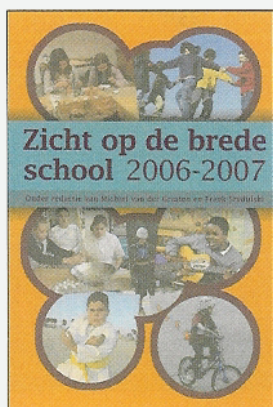 Zicht op de brede
school 2006-2007
Onder redactie van Michiel van der Grinten en Frank Studulski